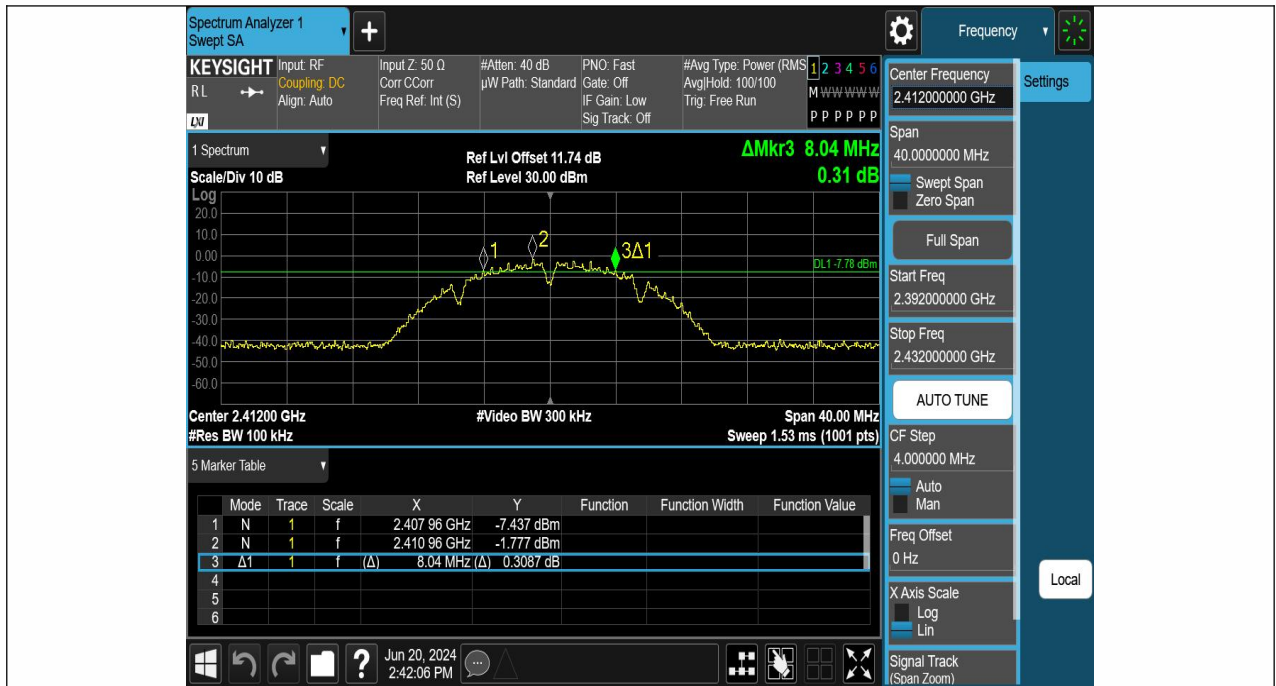 Spectrum Analyzer 1
Swept SA
+
Frequency
KEYSIGHT
RL
LXI
Input: RF
Coupling: DC
Align: Auto
Input Z: 50 Ω
Corr CCorr
Freq Ref: Int (S)
#Atten: 40 dB
µW Path: Standard
PNO: Fast
Gate: Off
IF Gain: Low
Sig Track: Off
#Avg Type: Power (RMS
Avg|Hold: 100/100
Trig: Free Run
1 2 3 4 5 6
M W W W W W
P P P P P P
1 Spectrum
Scale/Div 10 dB
Ref Lvl Offset 11.74 dB
Ref Level 30.00 dBm
ΔMkr3 8.04 MHz
0.31 dB
Log
20.0
10.0
0.00
-10.0
-20.0
-30.0
-40.0
-50.0
-60.0
1
2
3Δ1
DL1 -7.78 dBm
Center 2.41200 GHz
#Video BW 300 kHz
Span 40.00 MHz
#Res BW 100 kHz
Sweep 1.53 ms (1001 pts)
5 Marker Table
Mode Trace Scale X Y Function Function Width Function Value
1 N 1 f 2.407 96 GHz -7.437 dBm
2 N 1 f 2.410 96 GHz -1.777 dBm
3 Δ1 1 f (Δ) 8.04 MHz (Δ) 0.3087 dB
4
5
6
?
Jun 20, 2024
2:42:06 PM
Center Frequency
2.412000000 GHz
Span
40.0000000 MHz
Swept Span
Zero Span
Full Span
Start Freq
2.392000000 GHz
Stop Freq
2.432000000 GHz
AUTO TUNE
CF Step
4.000000 MHz
Auto
Man
Freq Offset
0 Hz
X Axis Scale
Log
Lin
Signal Track
(Span Zoom)
Settings
Local